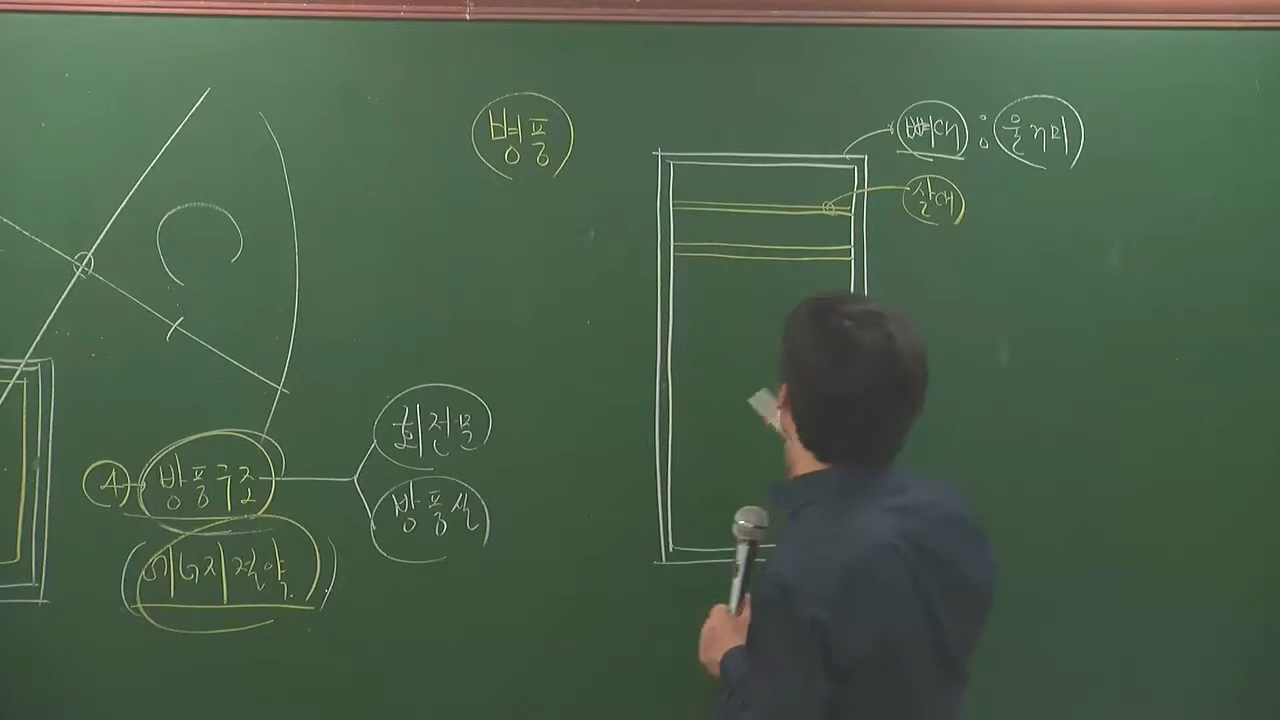 병풍
뼈대 : 울거미
살대
회전문
④ 방풍구조
방풍실
(에너지절약)